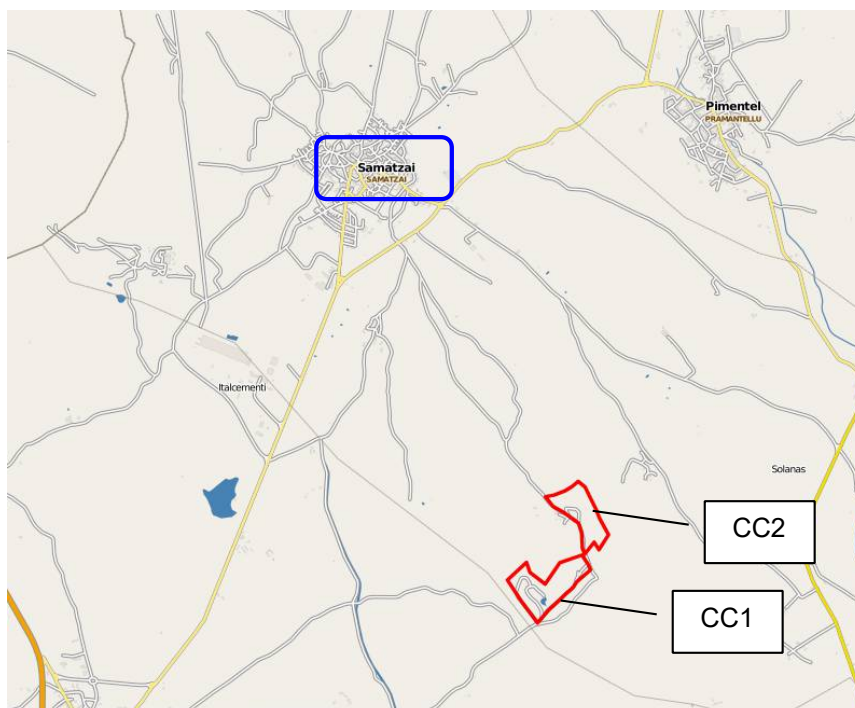 Pimentel
PRAMANTELLU
Samatzai
SAMATZAI
Italcementi
Solanas
CC2
CC1